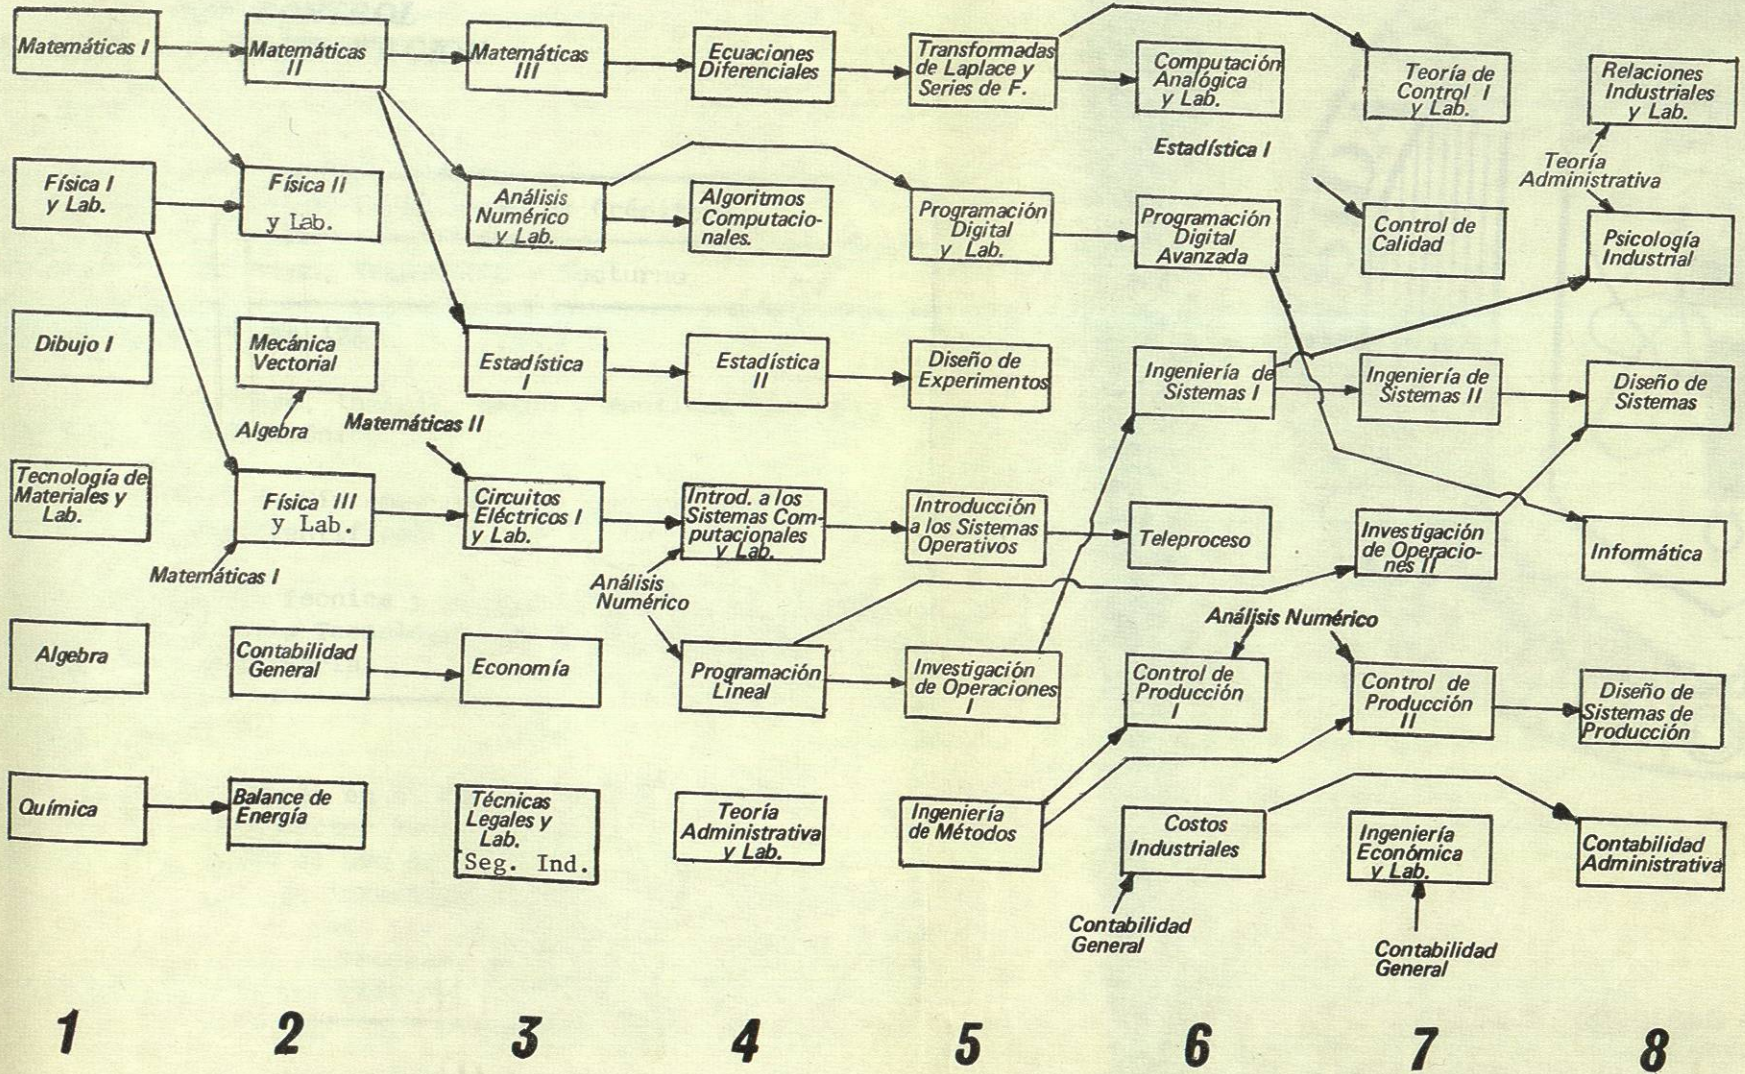 Matemáticas I
Matemáticas
II
Matemáticas
III
Ecuaciones
Diferenciales
Transformadas
de Laplace y
Series de F.
Computación
Analógica
y Lab.
Teoría de
Control I
y Lab.
Relaciones
Industriales
y Lab.
Estadística I
Teoría
Administrativa
Física I
y Lab.
Física II
y Lab.
Análisis
Numérico
y Lab.
Algoritmos
Computacio-
nales.
Programación
Digital
y Lab.
Programación
Digital
Avanzada
Control de
Calidad
Psicología
Industrial
Dibujo I
Mecánica
Vectorial
Estadística
I
Estadística
II
Diseño de
Experimentos
Ingeniería de
Sistemas I
Ingeniería de
Sistemas II
Diseño de
Sistemas
Algebra
Matemáticas II
Tecnología de
Materiales y
Lab.
Física III
y Lab.
Circuitos
Eléctricos I
y Lab.
Introd. a los
Sistemas Com-
putacionales
y Lab.
Introducción
a los Sistemas
Operativos
Teleproceso
Investigación
de Operacio-
nes II
Informática
Matemáticas I
Análisis
Numérico
Análisis Numérico
Algebra
Contabilidad
General
Economía
Programación
Lineal
Investigación
de Operaciones
I
Control de
Producción
I
Control de
Producción
II
Diseño de
Sistemas de
Producción
Química
Balance de
Energía
Técnicas
Legales y
Lab.
Seg. Ind.
Teoría
Administrativa
y Lab.
Ingeniería
de Métodos
Costos
Industriales
Ingeniería
Económica
y Lab.
Contabilidad
Administrativa
Contabilidad
General
Contabilidad
General
1 2 3 4 5 6 7 8